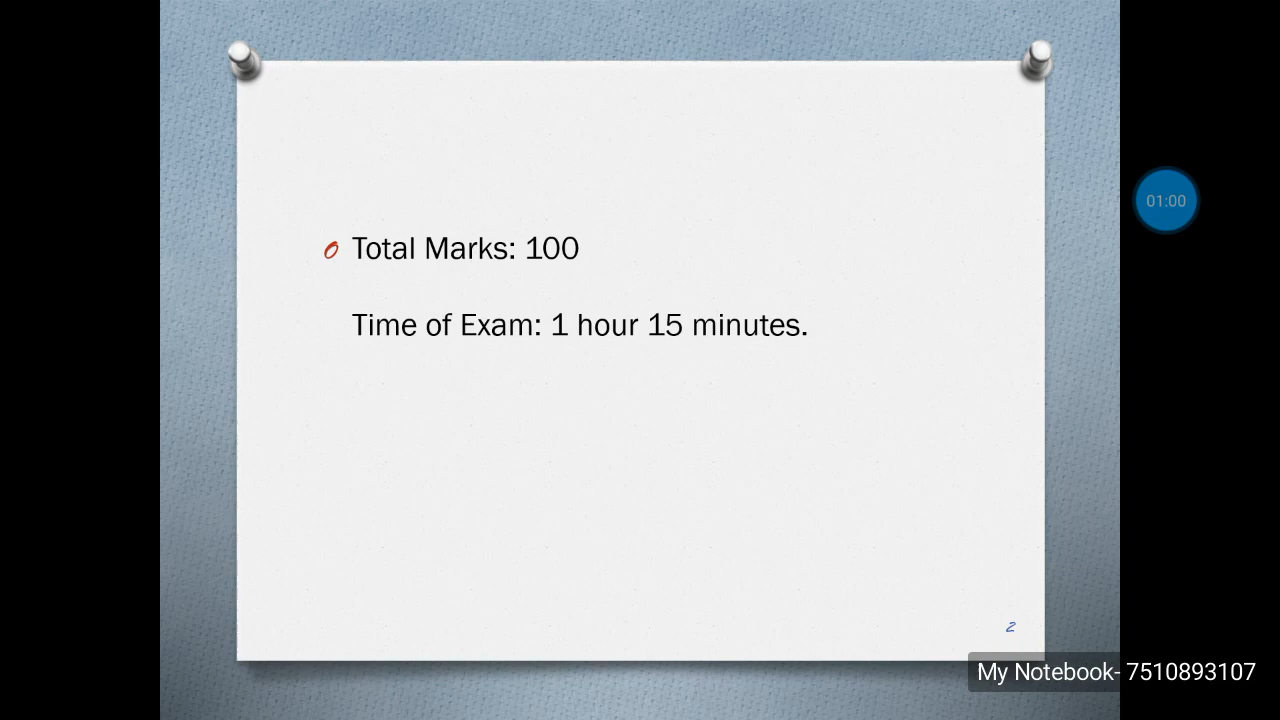 01:00
Total Marks: 100
Time of Exam: 1 hour 15 minutes.
2
My Notebook- 7510893107